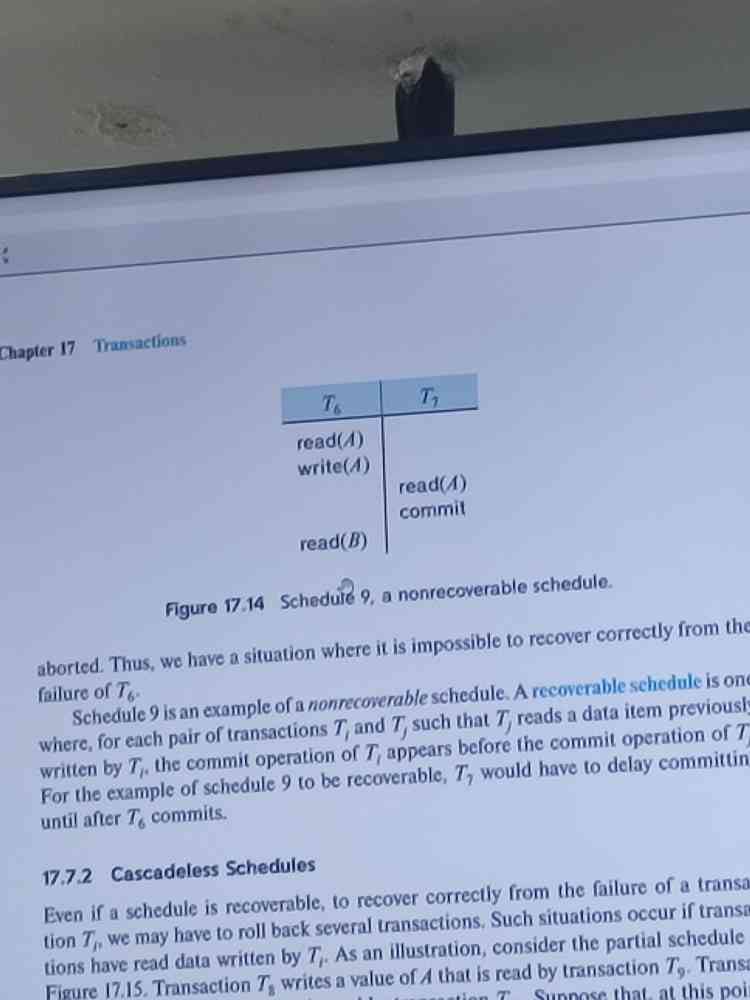 Chapter 17 Transactions
T6 T7
read(A)
write(A)
read(A)
commit
read(B)
Figure 17.14 Schedule 9, a nonrecoverable schedule.
aborted. Thus, we have a situation where it is impossible to recover correctly from the
failure of T6.
Schedule 9 is an example of a nonrecoverable schedule. A recoverable schedule is one
where, for each pair of transactions Ti and Tj such that Tj reads a data item previously
written by Ti, the commit operation of Ti appears before the commit operation of Tj
For the example of schedule 9 to be recoverable, T7 would have to delay committin
until after T6 commits.
17.7.2 Cascadeless Schedules
Even if a schedule is recoverable, to recover correctly from the failure of a transa
tion Ti, we may have to roll back several transactions. Such situations occur if transa
tions have read data written by Ti. As an illustration, consider the partial schedule
Figure 17.15. Transaction T8 writes a value of A that is read by transaction T9. Transa
Suppose that, at this poi